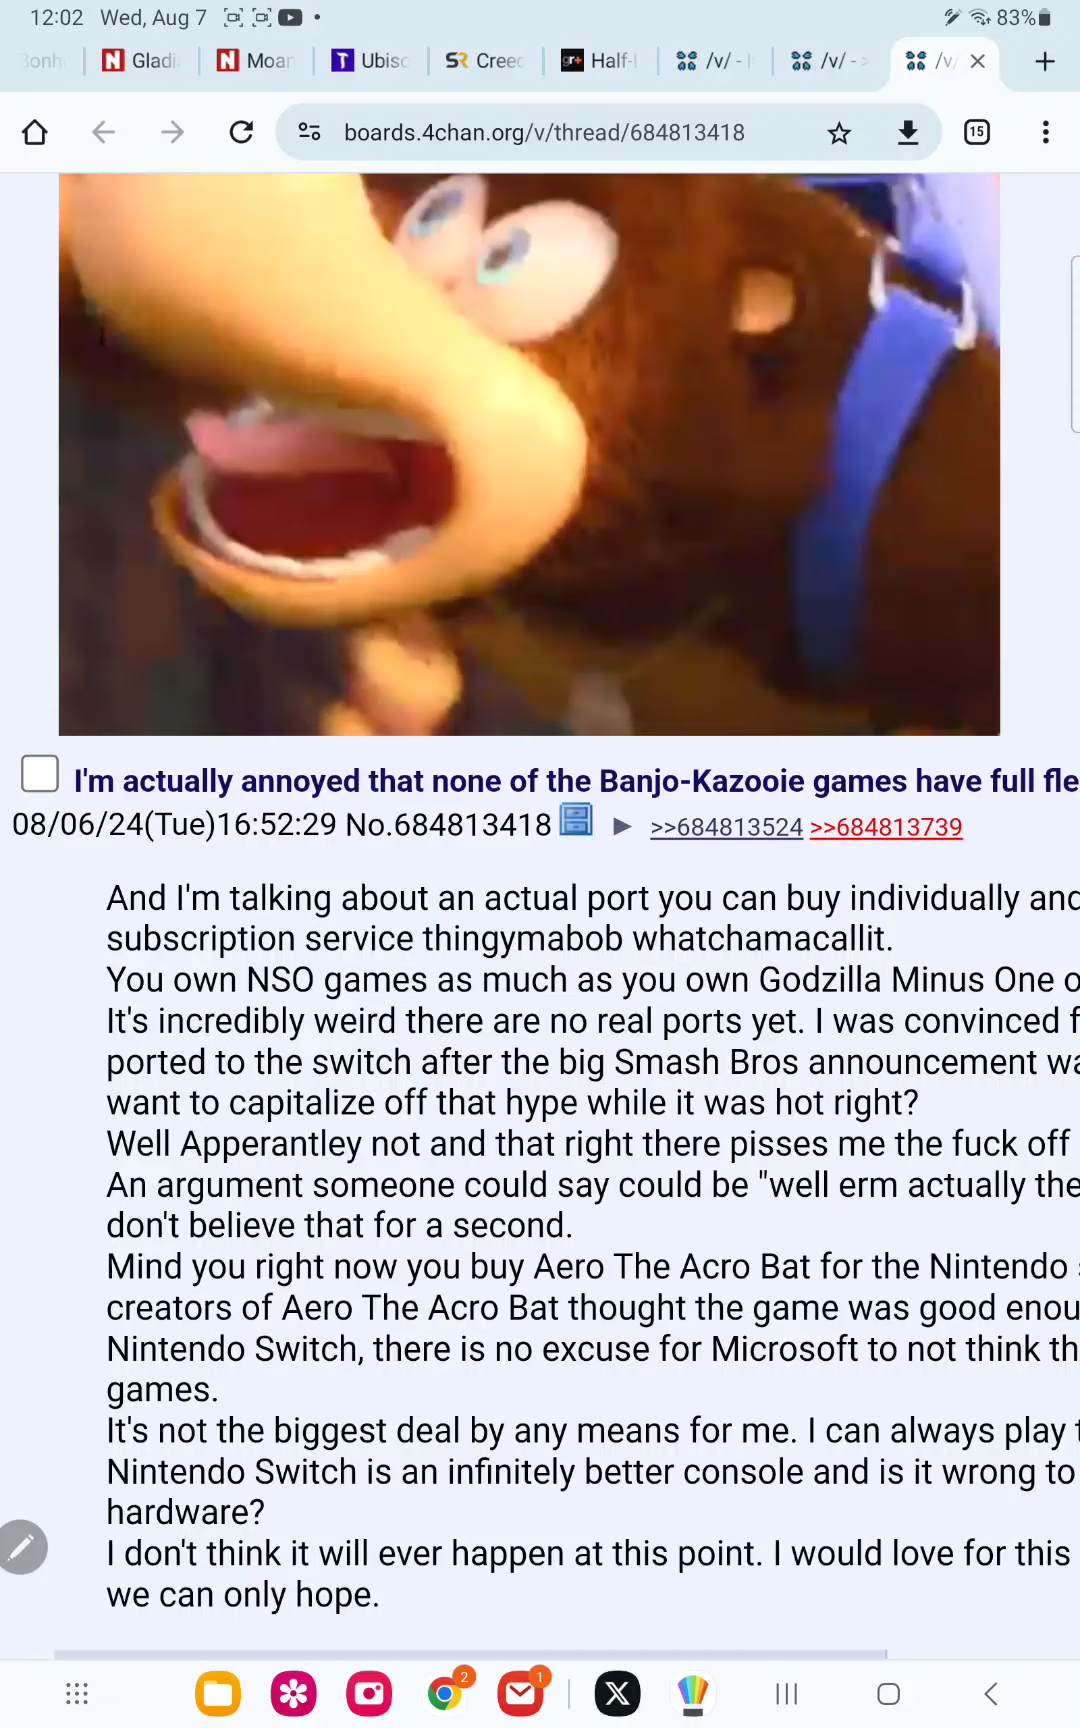 12:02 Wed, Aug 7 83%
Bonh Gladi Moan Ubiso Creed Half-L /v/ - /v/ - /v/
boards.4chan.org/v/thread/684813418 15
I'm actually annoyed that none of the Banjo-Kazooie games have full fle
08/06/24(Tue)16:52:29 No.684813418 ▶ >>684813524 >>684813739
And I'm talking about an actual port you can buy individually and
subscription service thingymabob whatchamacallit.
You own NSO games as much as you own Godzilla Minus One o
It's incredibly weird there are no real ports yet. I was convinced f
ported to the switch after the big Smash Bros announcement wa
want to capitalize off that hype while it was hot right?
Well Apperantley not and that right there pisses me the fuck off
An argument someone could say could be "well erm actually the
don't believe that for a second.
Mind you right now you buy Aero The Acro Bat for the Nintendo
creators of Aero The Acro Bat thought the game was good enou
Nintendo Switch, there is no excuse for Microsoft to not think th
games.
It's not the biggest deal by any means for me. I can always play t
Nintendo Switch is an infinitely better console and is it wrong to
hardware?
I don't think it will ever happen at this point. I would love for this
we can only hope.
2 1